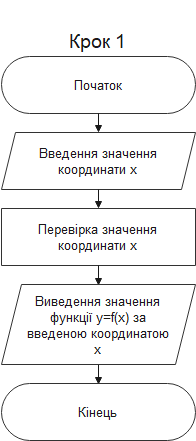 Крок 1
Початок
Введення значення
координати x
Перевірка значення
координати x
Виведення значення
функції y=f(x) за
введеною координатою
x
Кінець